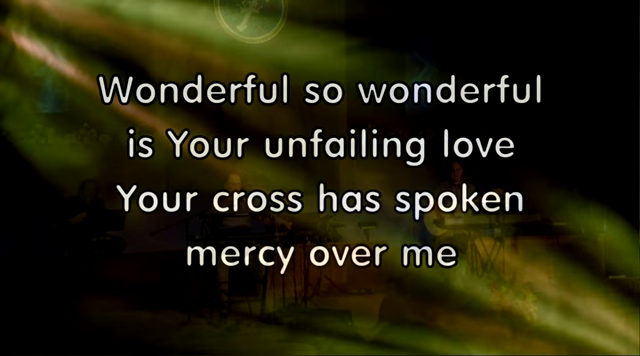 Wonderful so wonderful
is Your unfailing love
Your cross has spoken
mercy over me